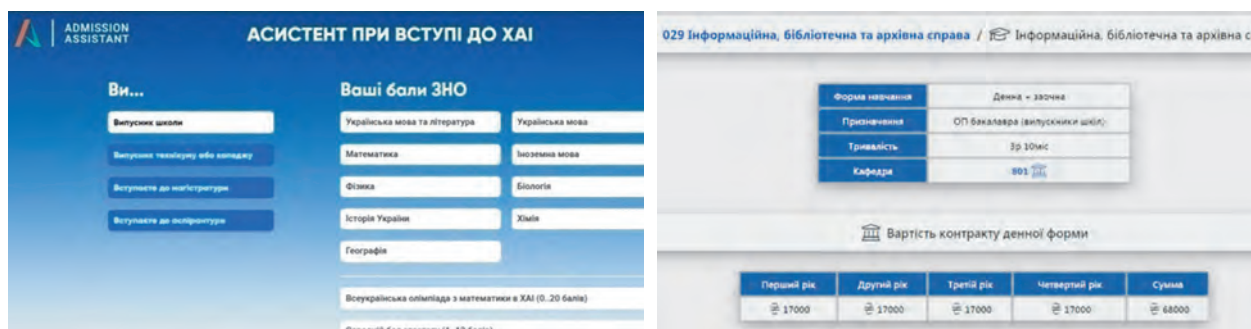 ADMISSION
ASSISTANT
АСИСТЕНТ ПРИ ВСТУПІ ДО ХАІ
Ви...
Випускник школи
Випускник технікуму або коледжу
Вступаєте до магістратури
Вступаєте до аспірантури
Ваші бали ЗНО
Українська мова та література
Українська мова
Математика
Іноземна мова
Фізика
Біологія
Історія України
Хімія
Географія
Всеукраїнська олімпіада з математики в ХАІ (0..20 балів)
029 Інформаційна, бібліотечна та архівна справа / Інформаційна, бібліотечна та архівна с
Форма навчання Денна - заочна
Призначення ОП бакалавра (випускники шкіл)
Тривалість 3р 10міс
Кафедра 801
Вартість контракту денної форми
Перший рік Другий рік Третій рік Четвертий рік Сумма
₴ 17000 ₴ 17000 ₴ 17000 ₴ 17000 ₴ 68000